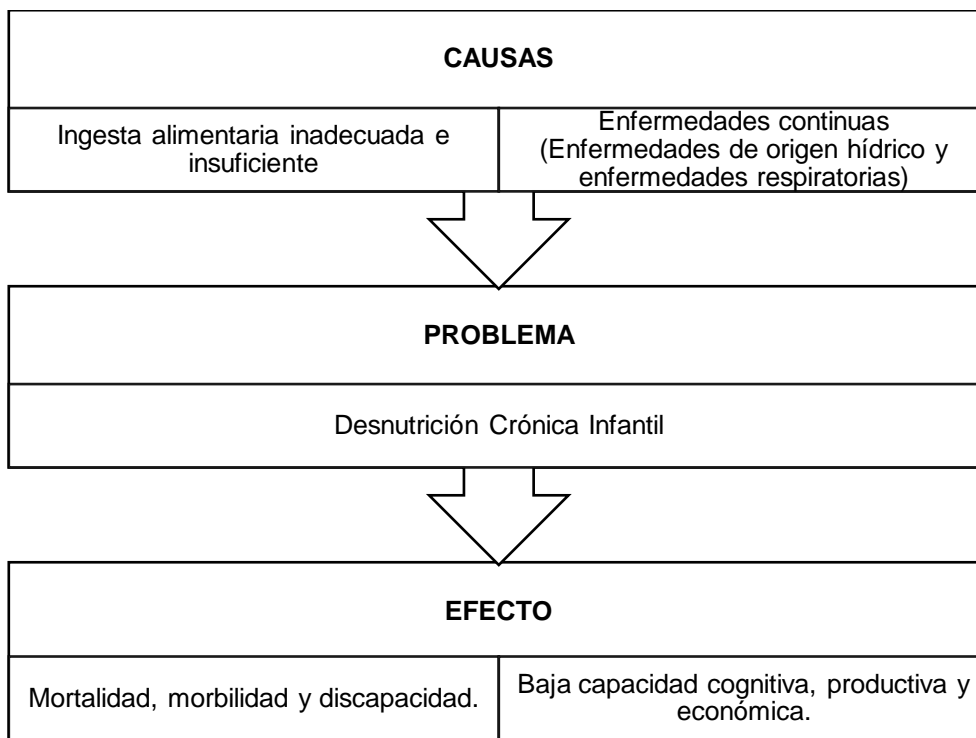 CAUSAS
Ingesta alimentaria inadecuada e
insuficiente
Enfermedades continuas
(Enfermedades de origen hídrico y
enfermedades respiratorias)
PROBLEMA
Desnutrición Crónica Infantil
EFECTO
Mortalidad, morbilidad y discapacidad.
Baja capacidad cognitiva, productiva y
económica.